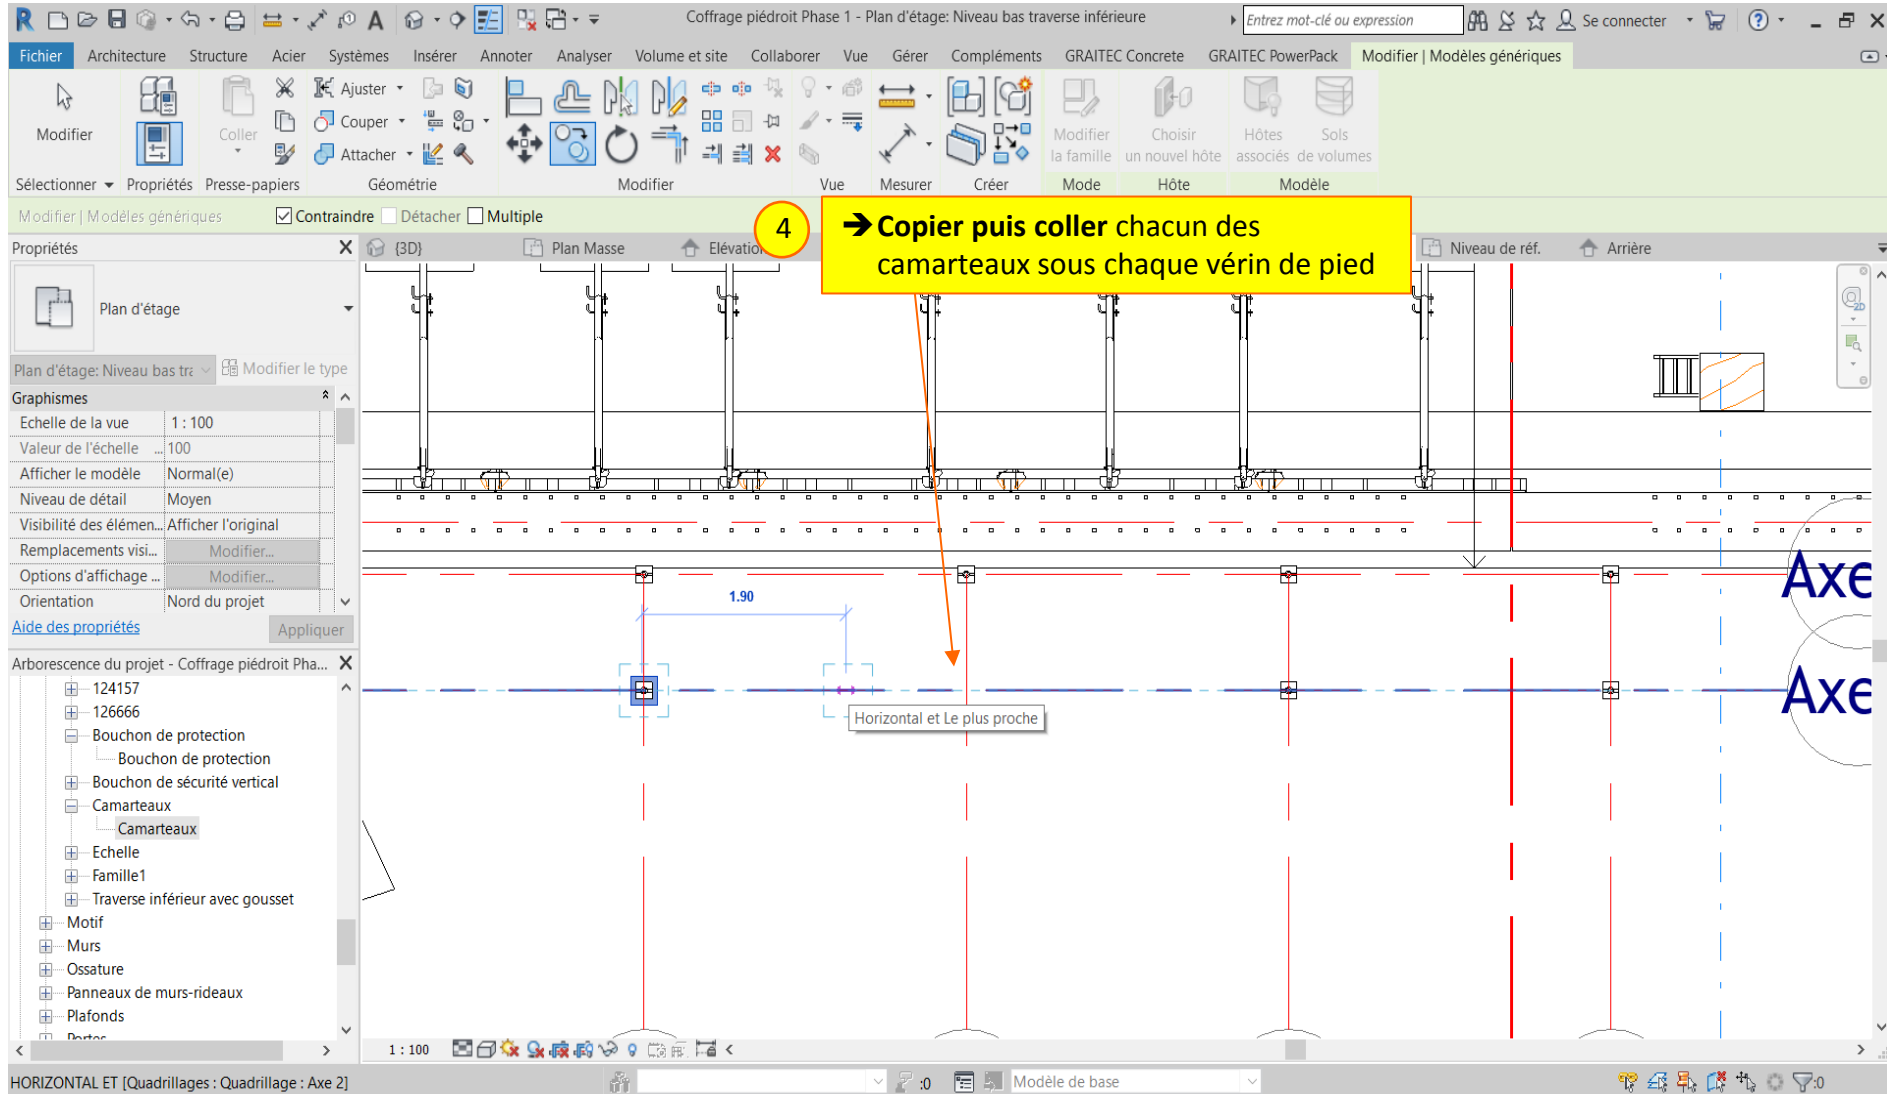 Coffrage piédroit Phase 1 - Plan d'étage: Niveau bas traverse inférieure
Entrez mot-clé ou expression
Se connecter
Fichier Architecture Structure Acier Systèmes Insérer Annoter Analyser Volume et site Collaborer Vue Gérer Compléments GRAITEC Concrete GRAITEC PowerPack Modifier | Modèles génériques
Modifier
Coller
Ajuster
Couper
Attacher
Modifier
la famille
Choisir
un nouvel hôte
Hôtes
associés
Sols
de volumes
Sélectionner Propriétés Presse-papiers Géométrie Modifier Vue Mesurer Créer Mode Hôte Modèle
Modifier | Modèles génériques Contraindre Détacher Multiple
4
➔ Copier puis coller chacun des
camarteaux sous chaque vérin de pied
Propriétés X
{3D} Plan Masse Elévation Niveau de réf. Arrière
Plan d'étage
Plan d'étage: Niveau bas tra Modifier le type
Graphismes
Echelle de la vue 1 : 100
Valeur de l'échelle ... 100
Afficher le modèle Normal(e)
Niveau de détail Moyen
Visibilité des élémen... Afficher l'original
Remplacements visi... Modifier...
Options d'affichage ... Modifier...
Orientation Nord du projet
Aide des propriétés Appliquer
Arborescence du projet - Coffrage piédroit Pha... X
124157
126666
Bouchon de protection
Bouchon de protection
Bouchon de sécurité vertical
Camarteaux
Camarteaux
Echelle
Famille1
Traverse inférieur avec gousset
Motif
Murs
Ossature
Panneaux de murs-rideaux
Plafonds
Portes
2D
1.90
Axe
Axe
Horizontal et Le plus proche
1 : 100
HORIZONTAL ET [Quadrillages : Quadrillage : Axe 2]
:0
Modèle de base
:0